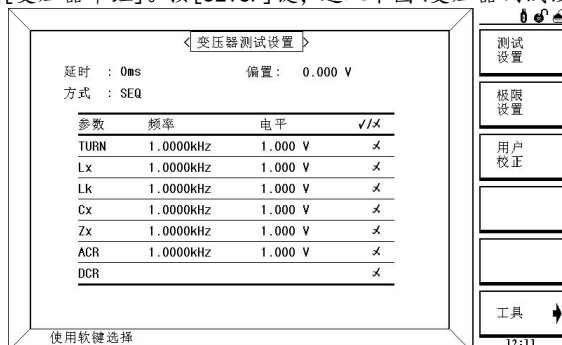 <变压器测试设置>
延时 : 0ms 偏置: 0.000 V
方式 : SEQ
参数 频率 电平 ✓/✗
TURN 1.0000kHz 1.000 V ✗
Lx 1.0000kHz 1.000 V ✗
Lk 1.0000kHz 1.000 V ✗
Cx 1.0000kHz 1.000 V ✗
Zx 1.0000kHz 1.000 V ✗
ACR 1.0000kHz 1.000 V ✗
DCR ✗
使用软键选择
测试
设置
极限
设置
用户
校正
工具